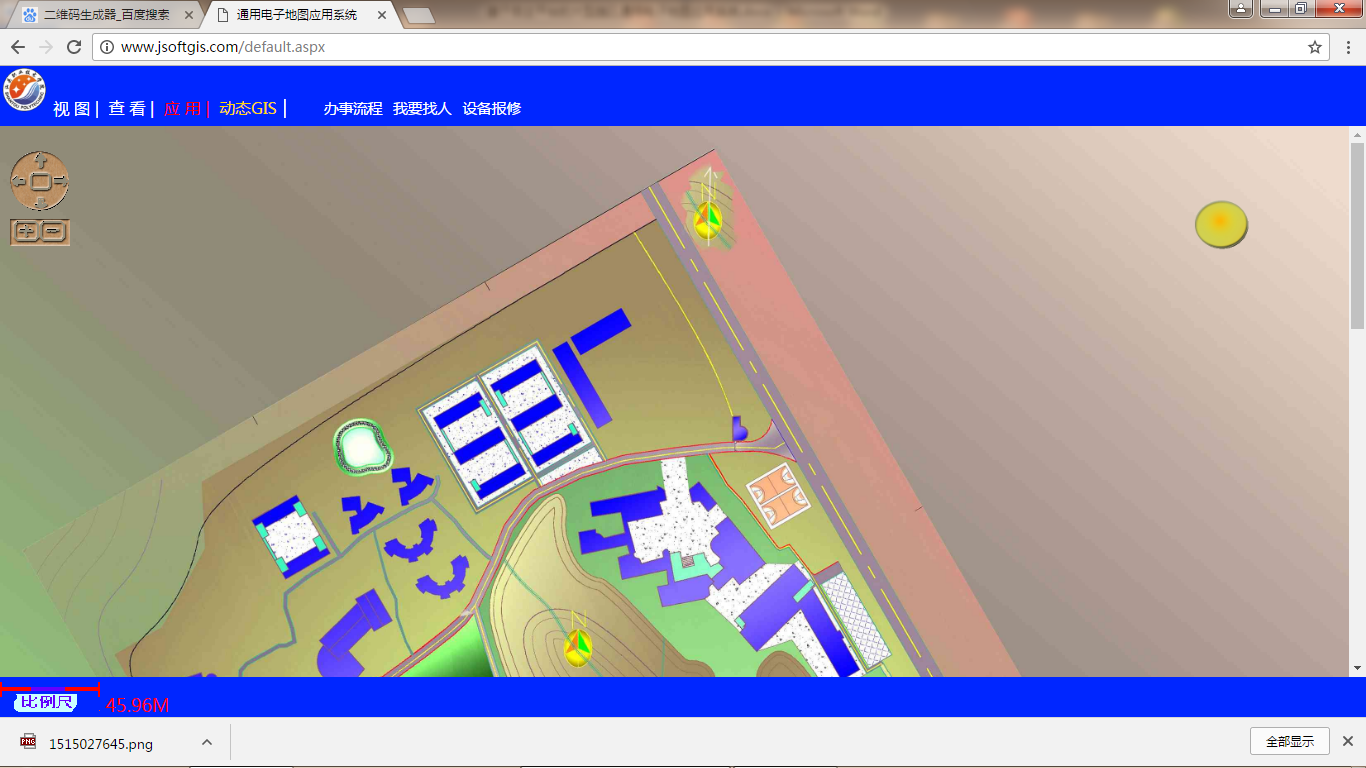 二维码生成器_百度搜索
通用电子地图应用系统
www.jsoftgis.com/default.aspx
视 图 | 查 看 | 应 用 | 动态GIS | 办事流程 我要找人 设备报修
N
N
比例尺 45.96M
1515027645.png
全部显示